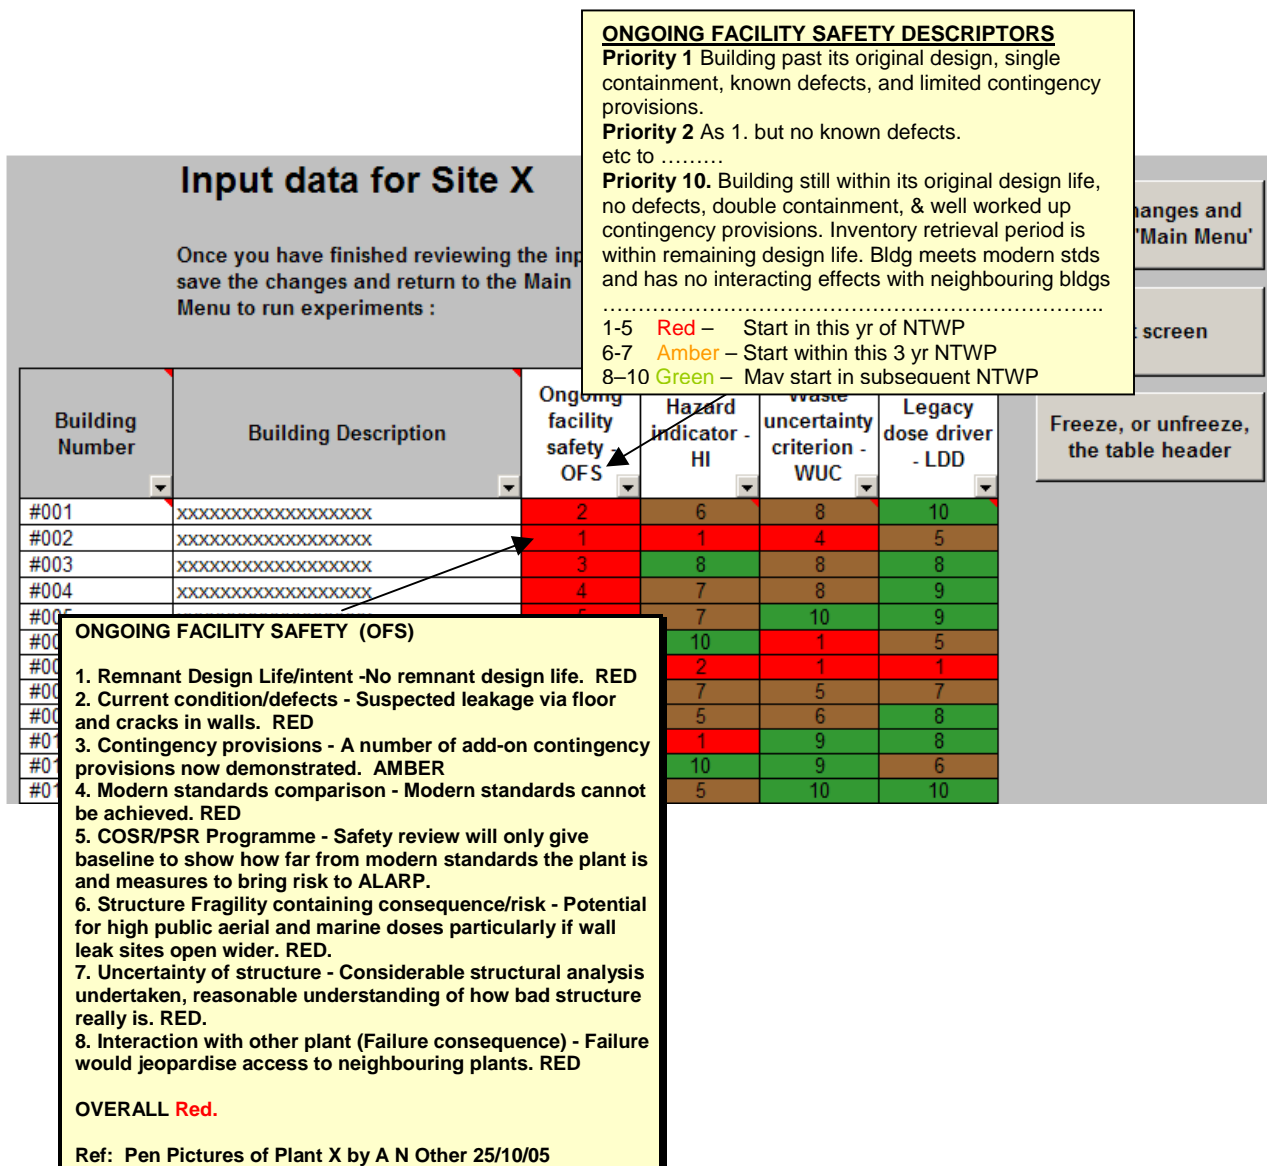 ONGOING FACILITY SAFETY DESCRIPTORS
Priority 1 Building past its original design, single
containment, known defects, and limited contingency
provisions.
Priority 2 As 1. but no known defects.
etc to ………
Priority 10. Building still within its original design life,
no defects, double containment, & well worked up
contingency provisions. Inventory retrieval period is
within remaining design life. Bldg meets modern stds
and has no interacting effects with neighbouring bldgs
……………………………………………………………..
1-5 Red – Start in this yr of NTWP
6-7 Amber – Start within this 3 yr NTWP
8–10 Green – May start in subsequent NTWP
Input data for Site X
Once you have finished reviewing the inp
save the changes and return to the Main
Menu to run experiments :
hanges and
'Main Menu'
screen
Freeze, or unfreeze,
the table header
Building
Number
Building Description
Ongoing
facility
safety -
OFS
Hazard
indicator -
HI
Waste
uncertainty
criterion -
WUC
Legacy
dose driver
- LDD
#001 xxxxxxxxxxxxxxxxxx 2 6 8 10
#002 xxxxxxxxxxxxxxxxxx 1 1 4 5
#003 xxxxxxxxxxxxxxxxxx 3 8 8 8
#004 xxxxxxxxxxxxxxxxxx 4 7 8 9
7 10 9
10 1 5
2 1 1
7 5 7
5 6 8
1 9 8
10 9 6
5 10 10
ONGOING FACILITY SAFETY (OFS)
1. Remnant Design Life/intent -No remnant design life. RED
2. Current condition/defects - Suspected leakage via floor
and cracks in walls. RED
3. Contingency provisions - A number of add-on contingency
provisions now demonstrated. AMBER
4. Modern standards comparison - Modern standards cannot
be achieved. RED
5. COSR/PSR Programme - Safety review will only give
baseline to show how far from modern standards the plant is
and measures to bring risk to ALARP.
6. Structure Fragility containing consequence/risk - Potential
for high public aerial and marine doses particularly if wall
leak sites open wider. RED.
7. Uncertainty of structure - Considerable structural analysis
undertaken, reasonable understanding of how bad structure
really is. RED.
8. Interaction with other plant (Failure consequence) - Failure
would jeopardise access to neighbouring plants. RED
OVERALL Red.
Ref: Pen Pictures of Plant X by A N Other 25/10/05